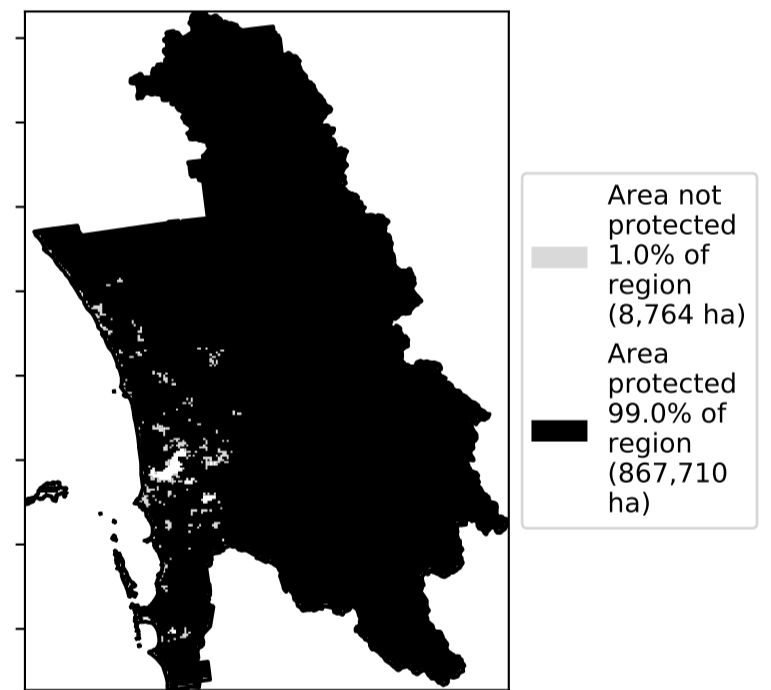 Area not
protected
1.0% of
region
(8,764 ha)
Area
protected
99.0% of
region
(867,710
ha)